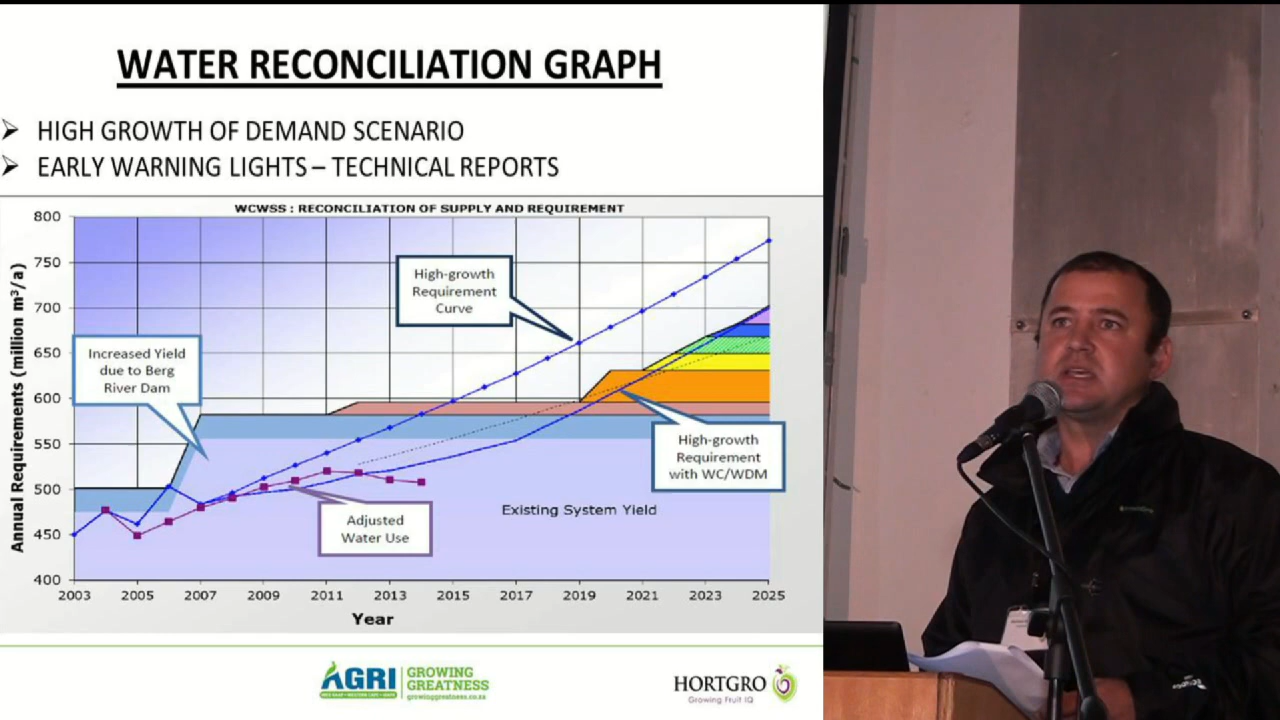 WATER RECONCILIATION GRAPH
➢ HIGH GROWTH OF DEMAND SCENARIO
➢ EARLY WARNING LIGHTS – TECHNICAL REPORTS
WCWSS : RECONCILIATION OF SUPPLY AND REQUIREMENT
Annual Requirements (million m³/a)
800
750
700
650
600
550
500
450
400
High-growth
Requirement
Curve
Increased Yield
due to Berg
River Dam
High-growth
Requirement
with WC/WDM
Existing System Yield
Adjusted
Water Use
2003 2005 2007 2009 2011 2013 2015 2017 2019 2021 2023 2025
Year
AGRI
GROWING
GREATNESS
growinggreatness.co.za
HORTGRO
Growing Fruit IQ